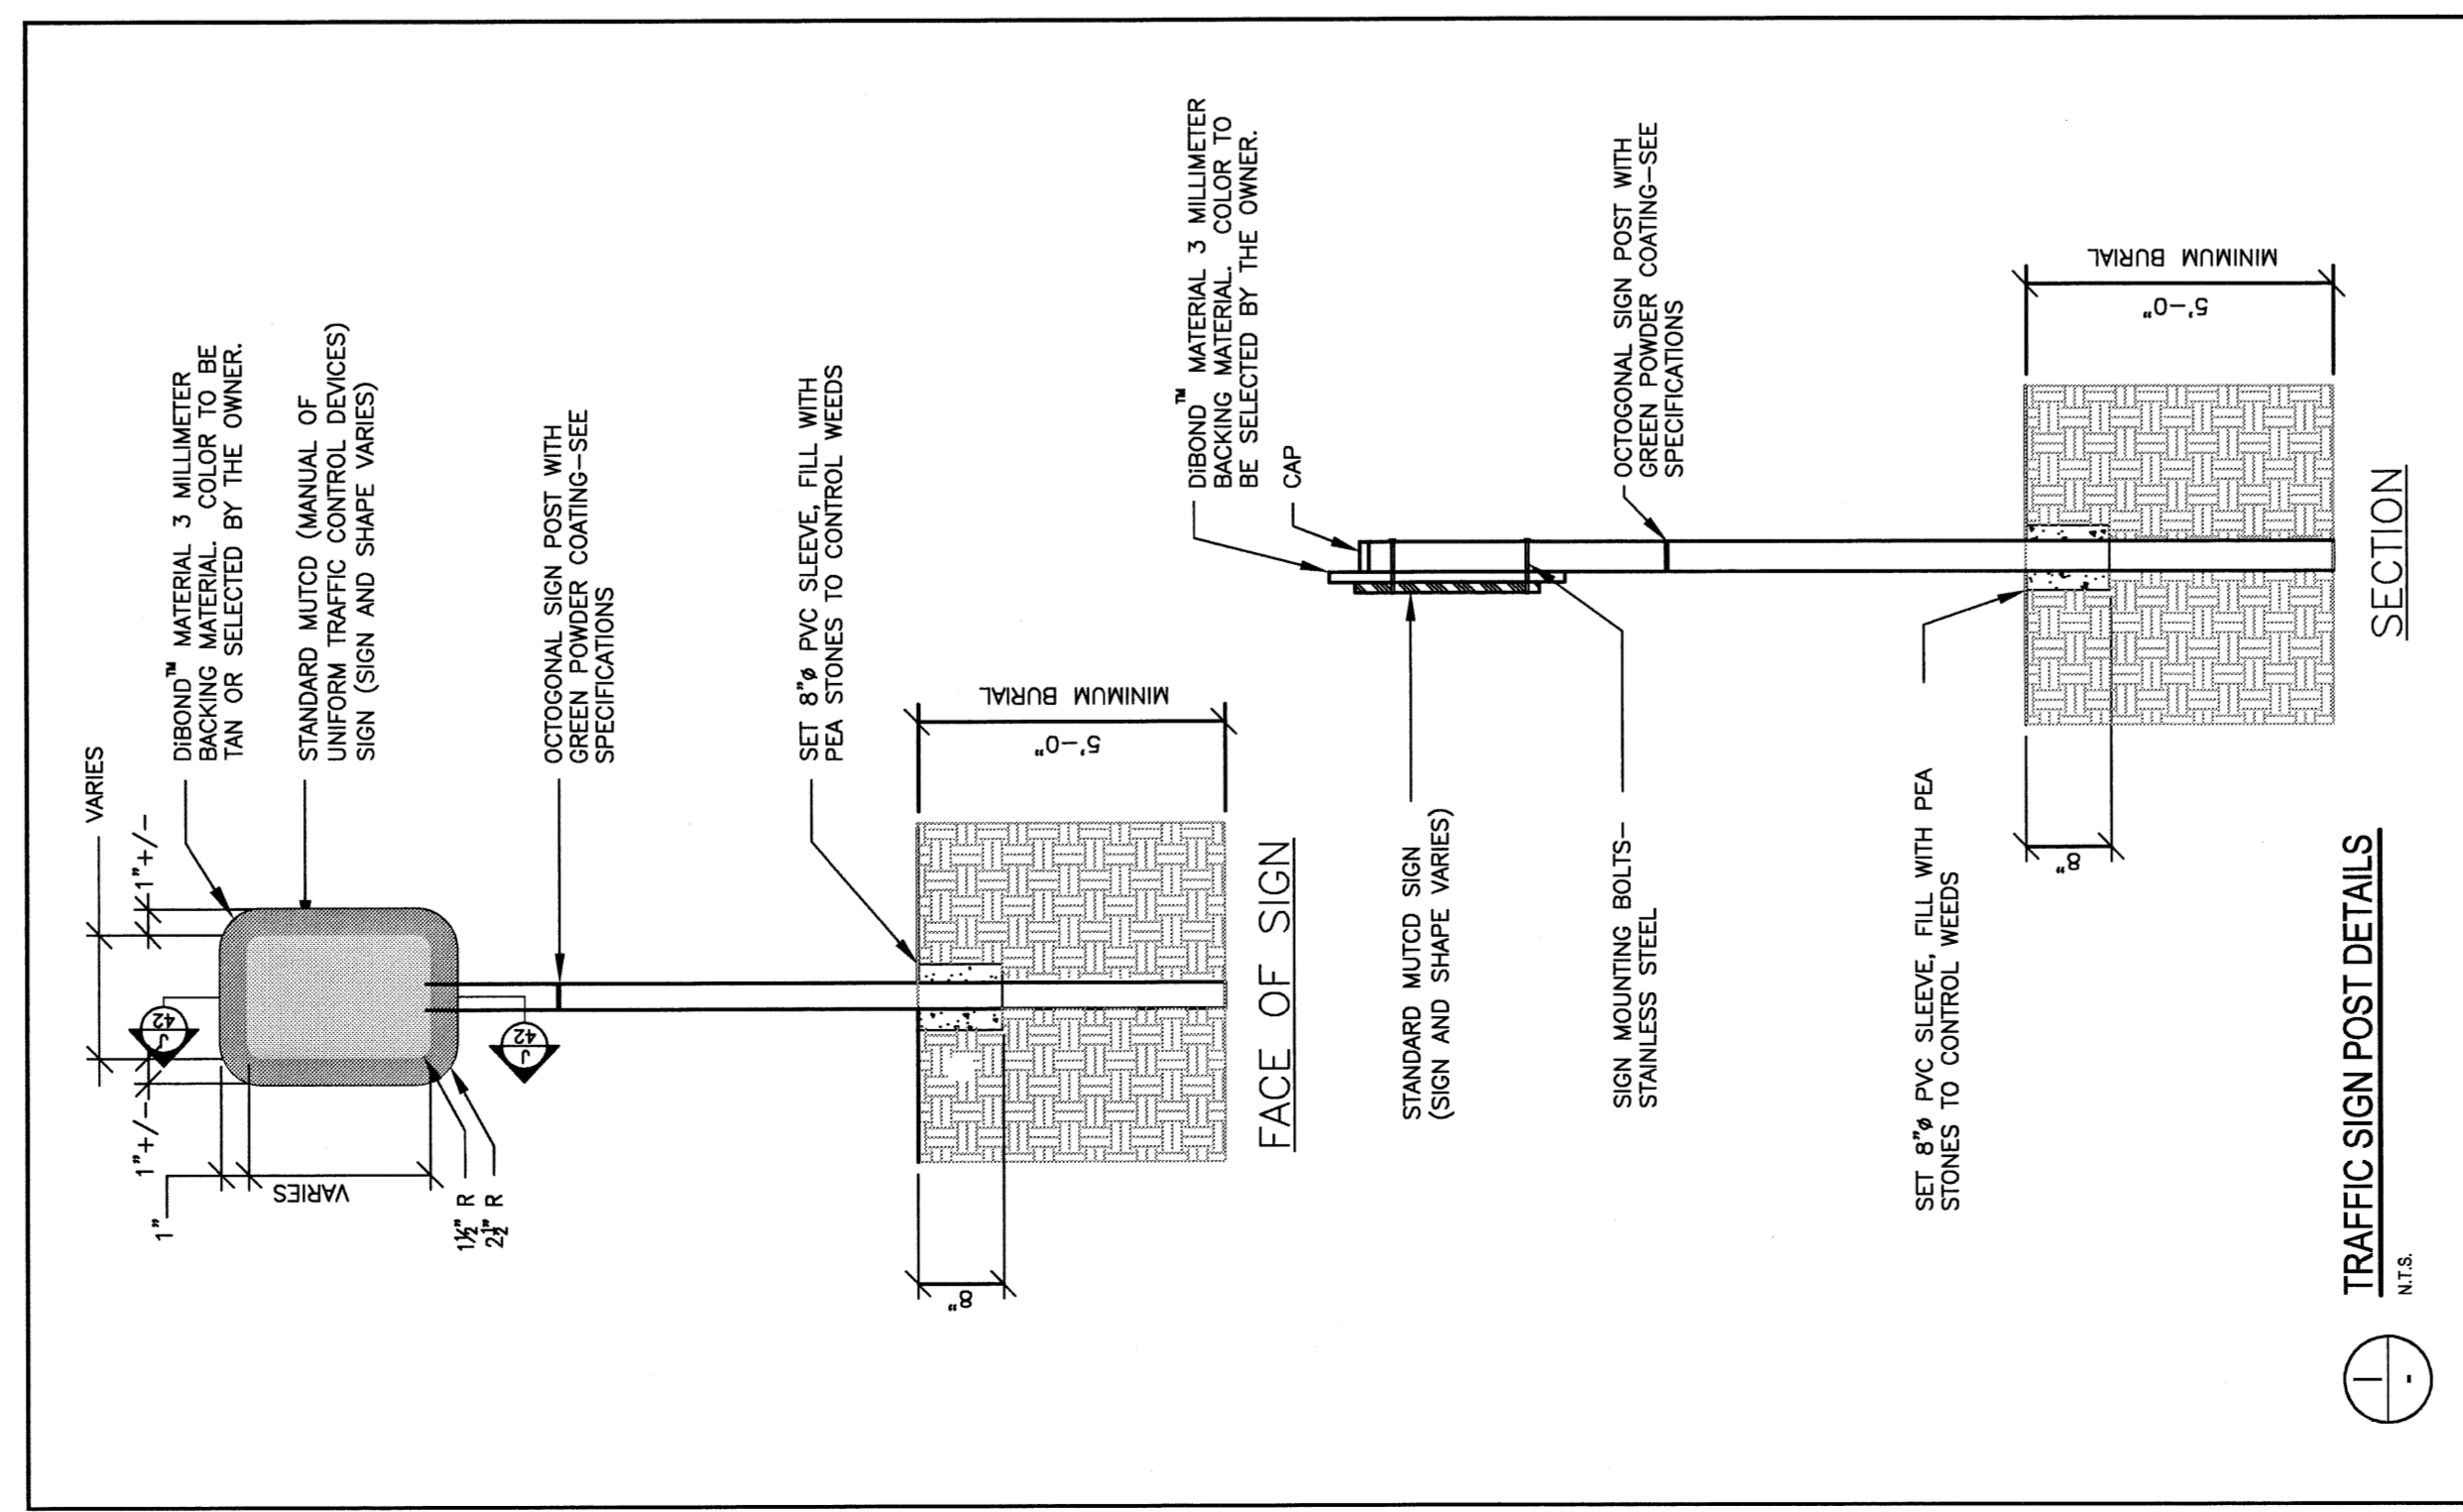 VARIES
1"+/-
1"+/-
1"
VARIES
J
42
J
42
1½" R
2½" R
DiBOND™ MATERIAL 3 MILLIMETER
BACKING MATERIAL. COLOR TO BE
TAN OR SELECTED BY THE OWNER.
STANDARD MUTCD (MANUAL OF
UNIFORM TRAFFIC CONTROL DEVICES)
SIGN (SIGN AND SHAPE VARIES)
OCTOGONAL SIGN POST WITH
GREEN POWDER COATING-SEE
SPECIFICATIONS
SET 8"ø PVC SLEEVE, FILL WITH
PEA STONES TO CONTROL WEEDS
5'-0"
MINIMUM BURIAL
8"
FACE OF SIGN
DiBOND™ MATERIAL 3 MILLIMETER
BACKING MATERIAL. COLOR TO
BE SELECTED BY THE OWNER.
CAP
STANDARD MUTCD SIGN
(SIGN AND SHAPE VARIES)
SIGN MOUNTING BOLTS-
STAINLESS STEEL
OCTOGONAL SIGN POST WITH
GREEN POWDER COATING-SEE
SPECIFICATIONS
SET 8"ø PVC SLEEVE, FILL WITH PEA
STONES TO CONTROL WEEDS
5'-0"
MINIMUM BURIAL
8"
SECTION
I
-
TRAFFIC SIGN POST DETAILS
N.T.S.